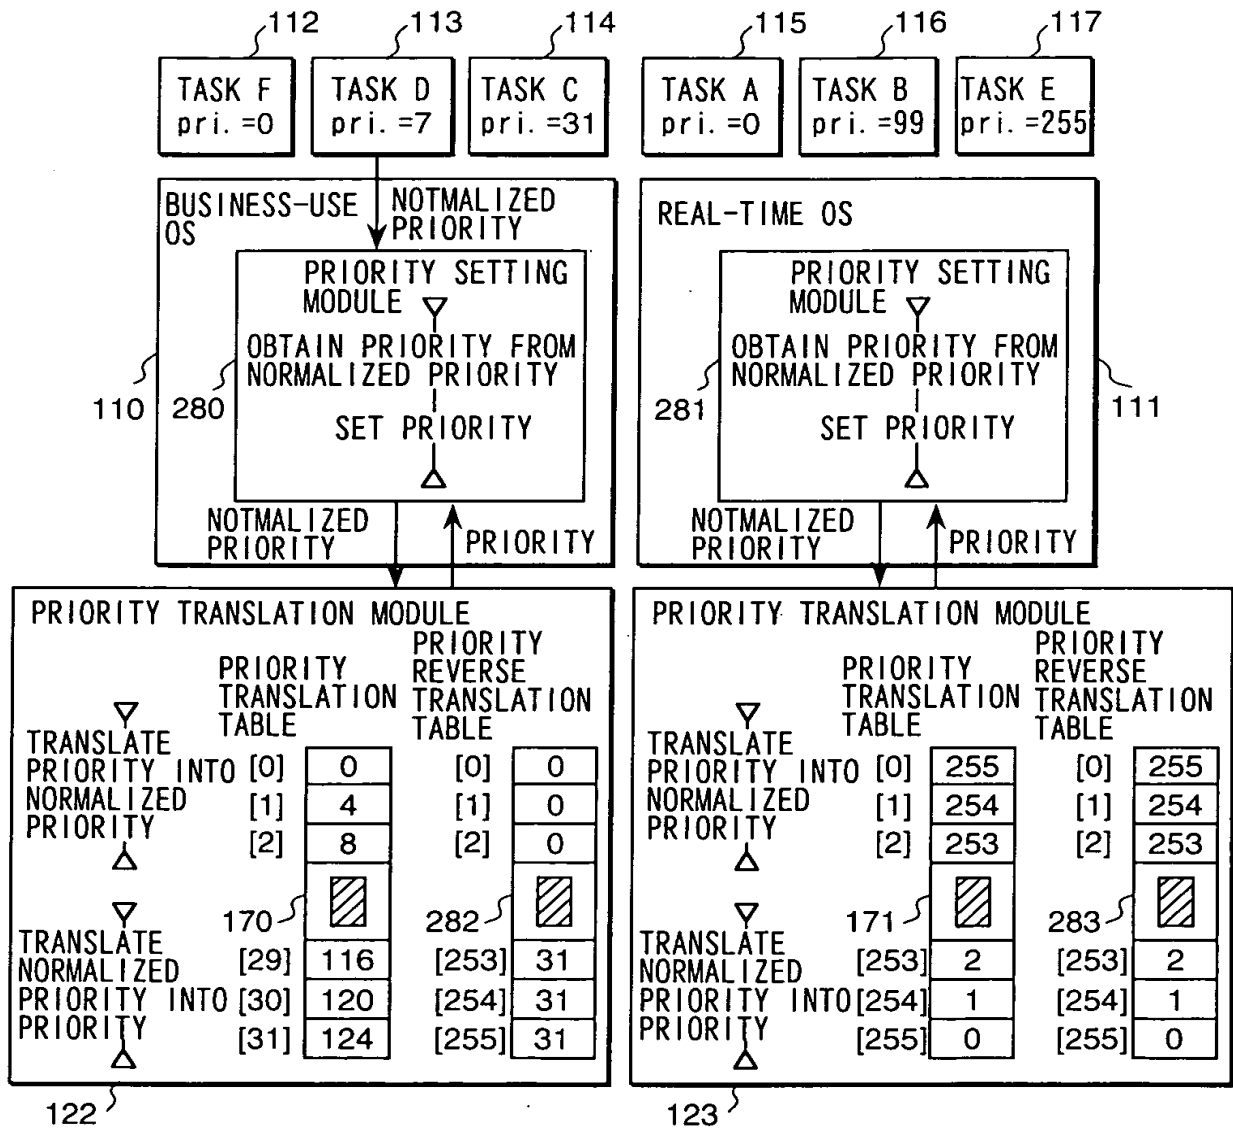 112
113
114
115
116
117
TASK F
pri. =0
TASK D
pri. =7
TASK C
pri. =31
TASK A
pri. =0
TASK B
pri. =99
TASK E
pri. =255
BUSINESS-USE
OS
NOTMALIZED
PRIORITY
PRIORITY SETTING
MODULE
OBTAIN PRIORITY FROM
NORMALIZED PRIORITY
SET PRIORITY
110
280
NOTMALIZED
PRIORITY
PRIORITY
REAL-TIME OS
PRIORITY SETTING
MODULE
OBTAIN PRIORITY FROM
NORMALIZED PRIORITY
SET PRIORITY
281
111
NOTMALIZED
PRIORITY
PRIORITY
PRIORITY TRANSLATION MODULE
PRIORITY
TRANSLATION
TABLE
PRIORITY
REVERSE
TRANSLATION
TABLE
TRANSLATE
PRIORITY INTO
NORMALIZED
PRIORITY
[0] 0
[1] 4
[2] 8
170
[29] 116
[30] 120
[31] 124
[0] 0
[1] 0
[2] 0
282
[253] 31
[254] 31
[255] 31
TRANSLATE
NORMALIZED
PRIORITY INTO
PRIORITY
122
PRIORITY TRANSLATION MODULE
PRIORITY
TRANSLATION
TABLE
PRIORITY
REVERSE
TRANSLATION
TABLE
TRANSLATE
PRIORITY INTO
NORMALIZED
PRIORITY
[0] 255
[1] 254
[2] 253
171
[253] 2
[254] 1
[255] 0
[0] 255
[1] 254
[2] 253
283
[253] 2
[254] 1
[255] 0
TRANSLATE
NORMALIZED
PRIORITY INTO
PRIORITY
123